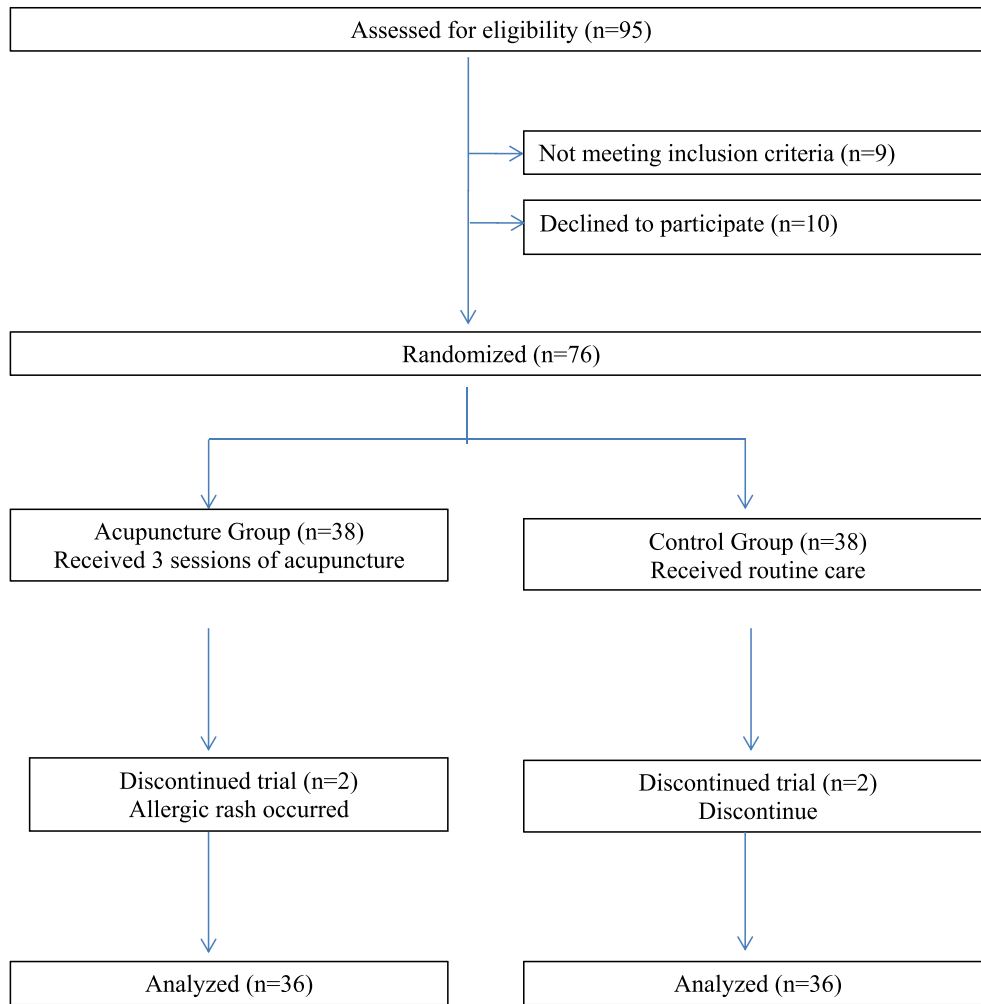 Assessed for eligibility (n=95)
Not meeting inclusion criteria (n=9)
Declined to participate (n=10)
Randomized (n=76)
Acupuncture Group (n=38)
Received 3 sessions of acupuncture
Control Group (n=38)
Received routine care
Discontinued trial (n=2)
Allergic rash occurred
Discontinued trial (n=2)
Discontinue
Analyzed (n=36)
Analyzed (n=36)